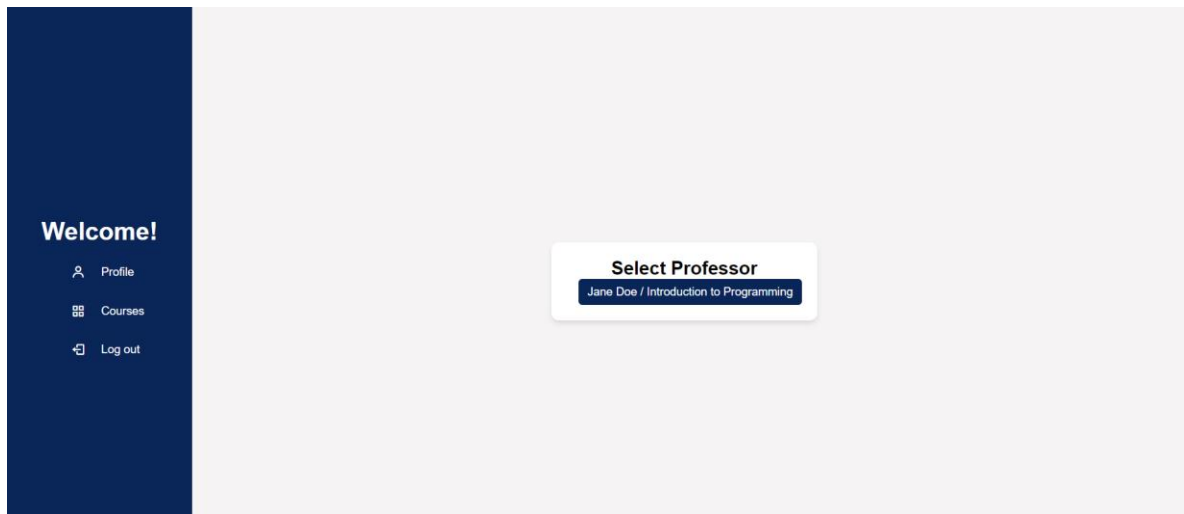 Welcome!
Profile
Courses
Log out
Select Professor
Jane Doe / Introduction to Programming